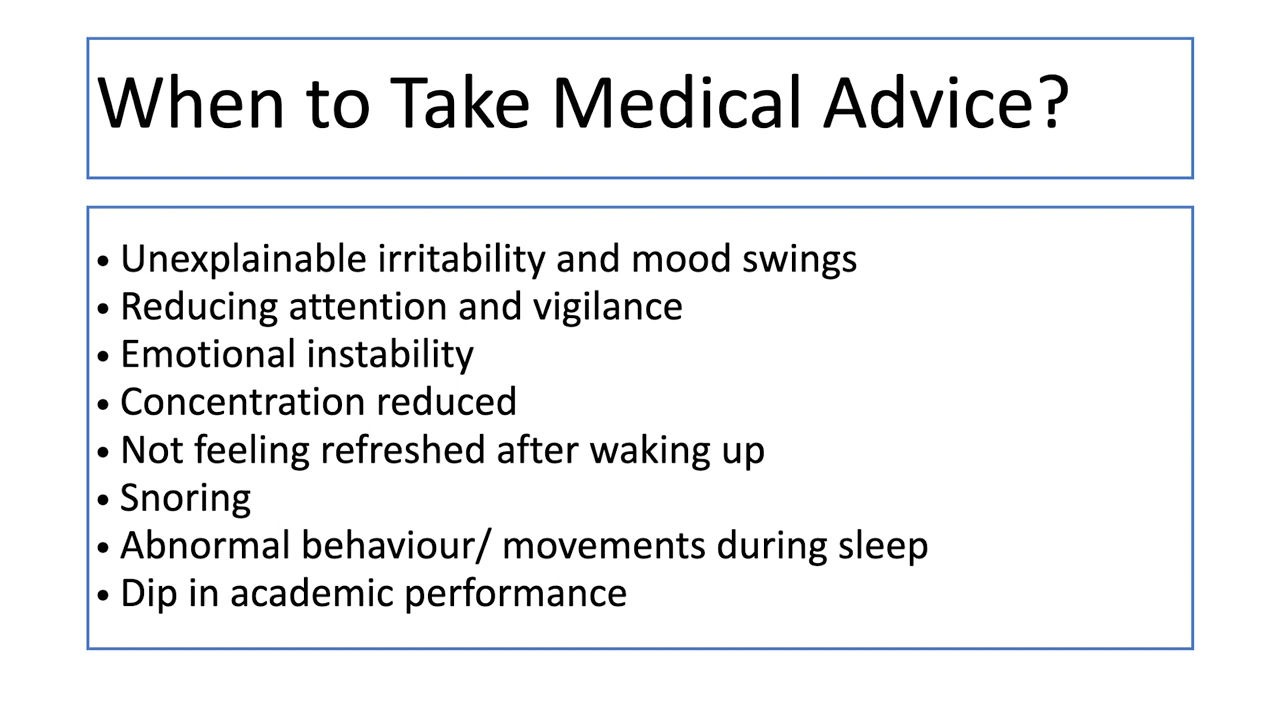 When to Take Medical Advice?
• Unexplainable irritability and mood swings
• Reducing attention and vigilance
• Emotional instability
• Concentration reduced
• Not feeling refreshed after waking up
• Snoring
• Abnormal behaviour/ movements during sleep
• Dip in academic performance